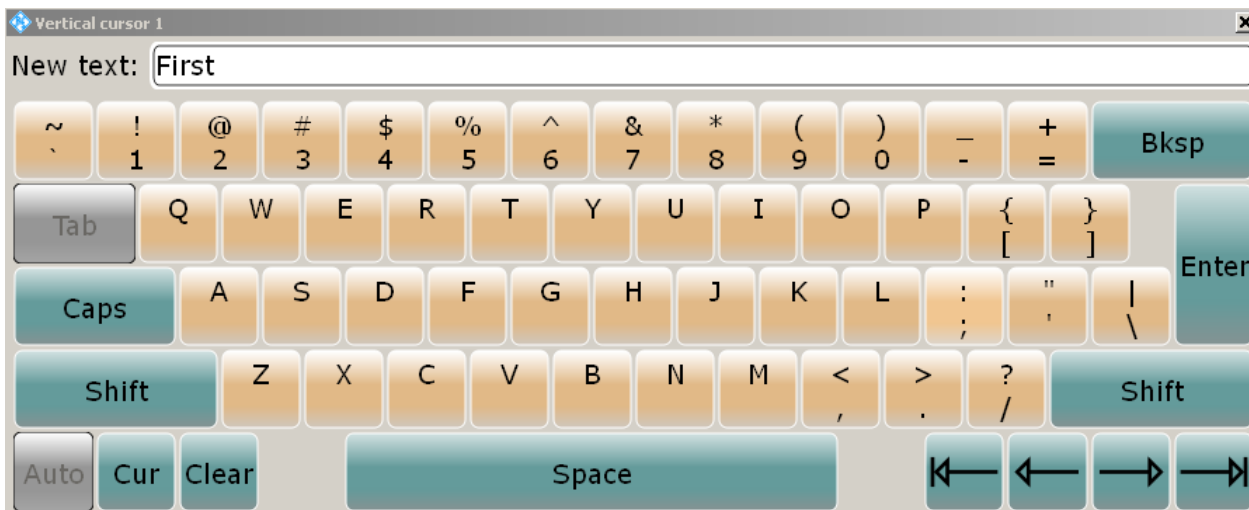 Vertical cursor 1
New text: First
~ ! @ # $ % ^ & * ( ) _ +
` 1 2 3 4 5 6 7 8 9 0 - = Bksp
Tab Q W E R T Y U I O P { }
[ ]
Enter
Caps A S D F G H J K L : " |
; ' \
Shift Z X C V B N M < > ? Shift
, . /
Auto Cur Clear Space